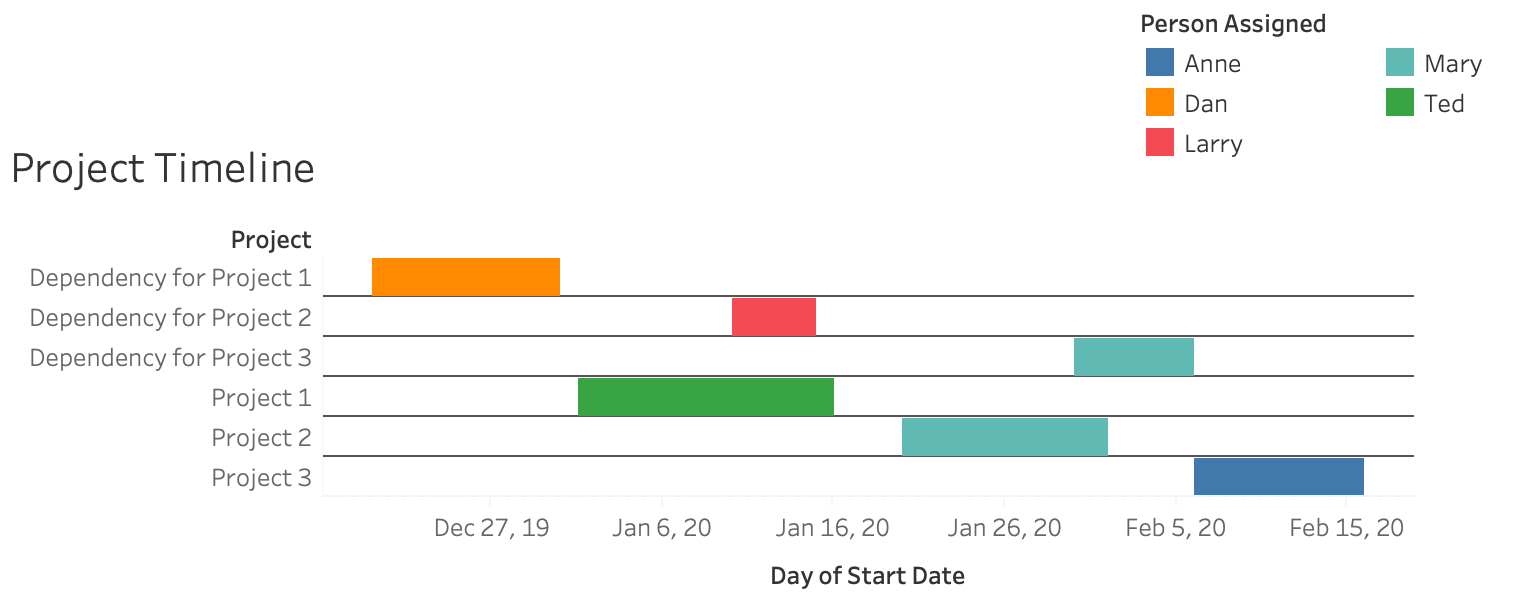 Person Assigned
Anne
Mary
Dan
Ted
Larry
Project Timeline
Project
Dependency for Project 1
Dependency for Project 2
Dependency for Project 3
Project 1
Project 2
Project 3
Dec 27, 19 Jan 6, 20 Jan 16, 20 Jan 26, 20 Feb 5, 20 Feb 15, 20
Day of Start Date